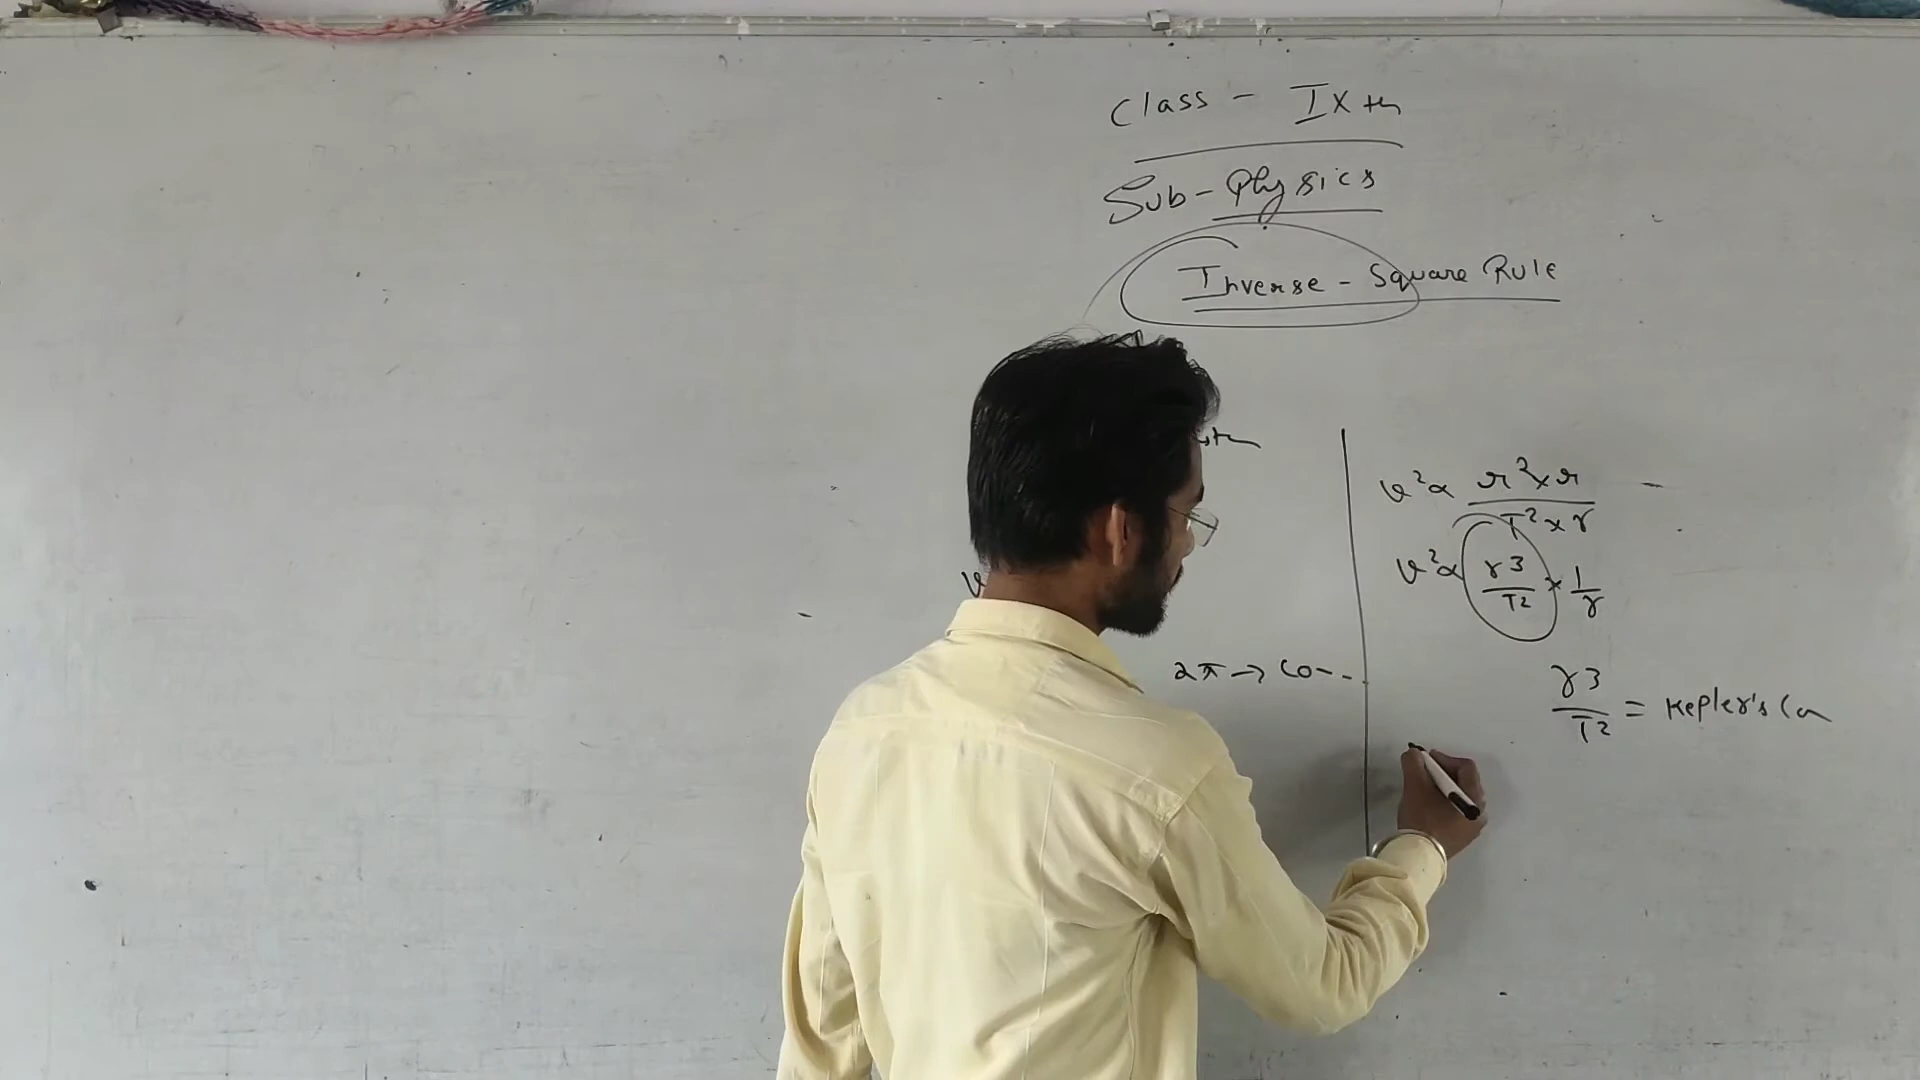 Class - IXth
Sub - Physics
Inverse - Square Rule
v
2π → Co---
v² ∝ r² × r / T² × r
v² ∝ r3 / T2 × 1 / r
r3 / T2 = Kepler's Con